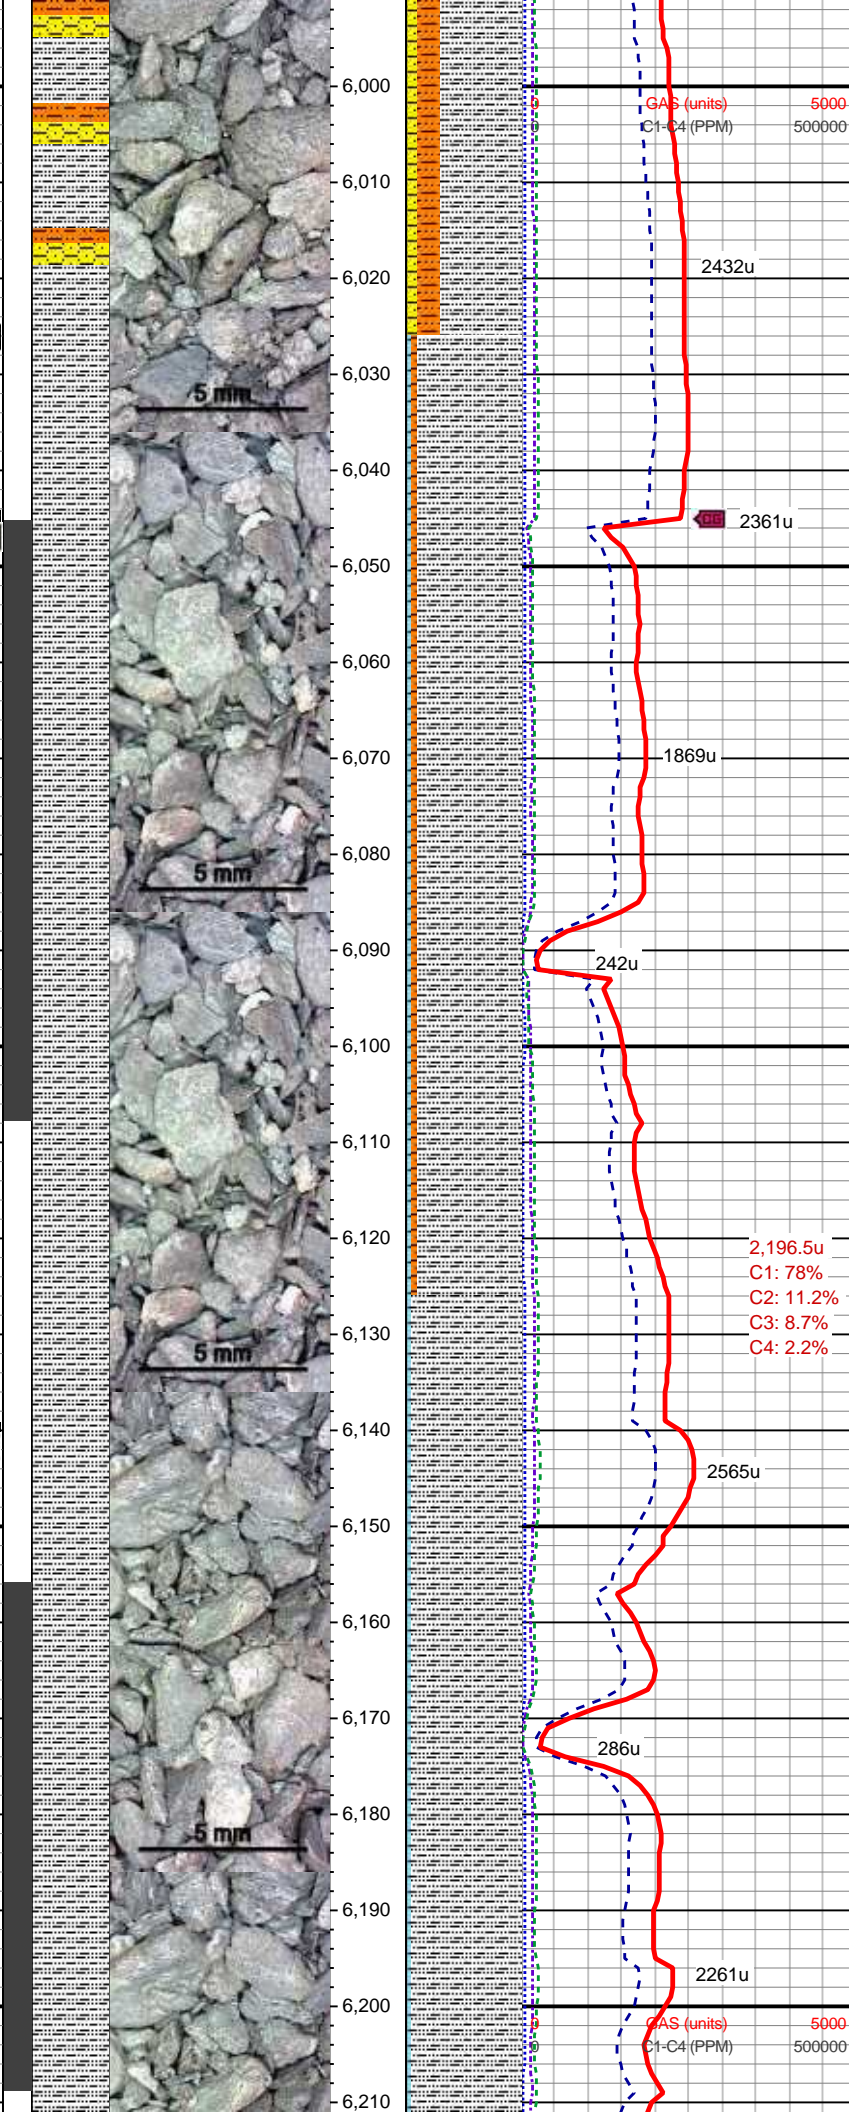 6,000
0 GAS (units) 5000
0 C1-C4 (PPM) 500000
6,010
2432u
6,020
6,030
5 mm
6,040
DG 2361u
6,050
6,060
1869u
6,070
6,080
5 mm
6,090
242u
6,100
6,110
6,120
2,196.5u
C1: 78%
C2: 11.2%
C3: 8.7%
C4: 2.2%
6,130
5 mm
6,140
2565u
6,150
6,160
6,170
286u
6,180
5 mm
6,190
2261u
6,200
0 GAS (units) 5000
0 C1-C4 (PPM) 500000
6,210